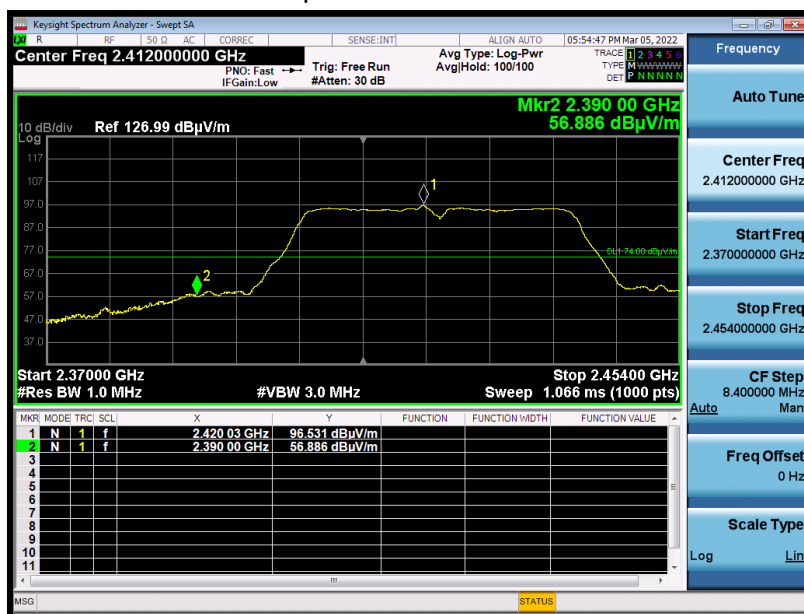 Keysight Spectrum Analyzer - Swept SA
LXI R RF 50 Ω AC CORREC SENSE:INT ALIGN AUTO 05:54:47 PM Mar 05, 2022
Center Freq 2.412000000 GHz
PNO: Fast
IFGain:Low
Trig: Free Run
#Atten: 30 dB
Avg Type: Log-Pwr
Avg|Hold: 100/100
TRACE 1 2 3 4 5 6
TYPE M WWWWW
DET P N N N N N
Mkr2 2.390 00 GHz
56.886 dBµV/m
10 dB/div Ref 126.99 dBµV/m
Log
117
107
97.0
87.0
77.0
67.0
57.0
47.0
37.0
1
2
DL1 74.00 dBµV/m
Start 2.37000 GHz Stop 2.45400 GHz
#Res BW 1.0 MHz #VBW 3.0 MHz Sweep 1.066 ms (1000 pts)
MKR MODE TRC SCL X Y FUNCTION FUNCTION WIDTH FUNCTION VALUE
1 N 1 f 2.420 03 GHz 96.531 dBµV/m
2 N 1 f 2.390 00 GHz 56.886 dBµV/m
3
4
5
6
7
8
9
10
11
MSG STATUS
Frequency
Auto Tune
Center Freq
2.412000000 GHz
Start Freq
2.370000000 GHz
Stop Freq
2.454000000 GHz
CF Step
8.400000 MHz
Auto Man
Freq Offset
0 Hz
Scale Type
Log Lin